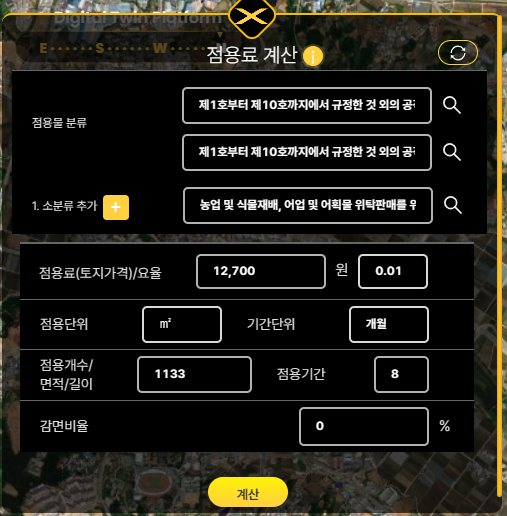 Digital Twin Platform
E S W
점용료 계산 i
점용물 분류
제1호부터 제10호까지에서 규정한 것 외의 공
제1호부터 제10호까지에서 규정한 것 외의 공
1. 소분류 추가 +
농업 및 식물재배, 어업 및 어획물 위탁판매를 위
점용료(토지가격)/요율 12,700 원 0.01
점용단위 ㎡ 기간단위 개월
점용개수/
면적/길이 1133 점용기간 8
감면비율 0 %
계산